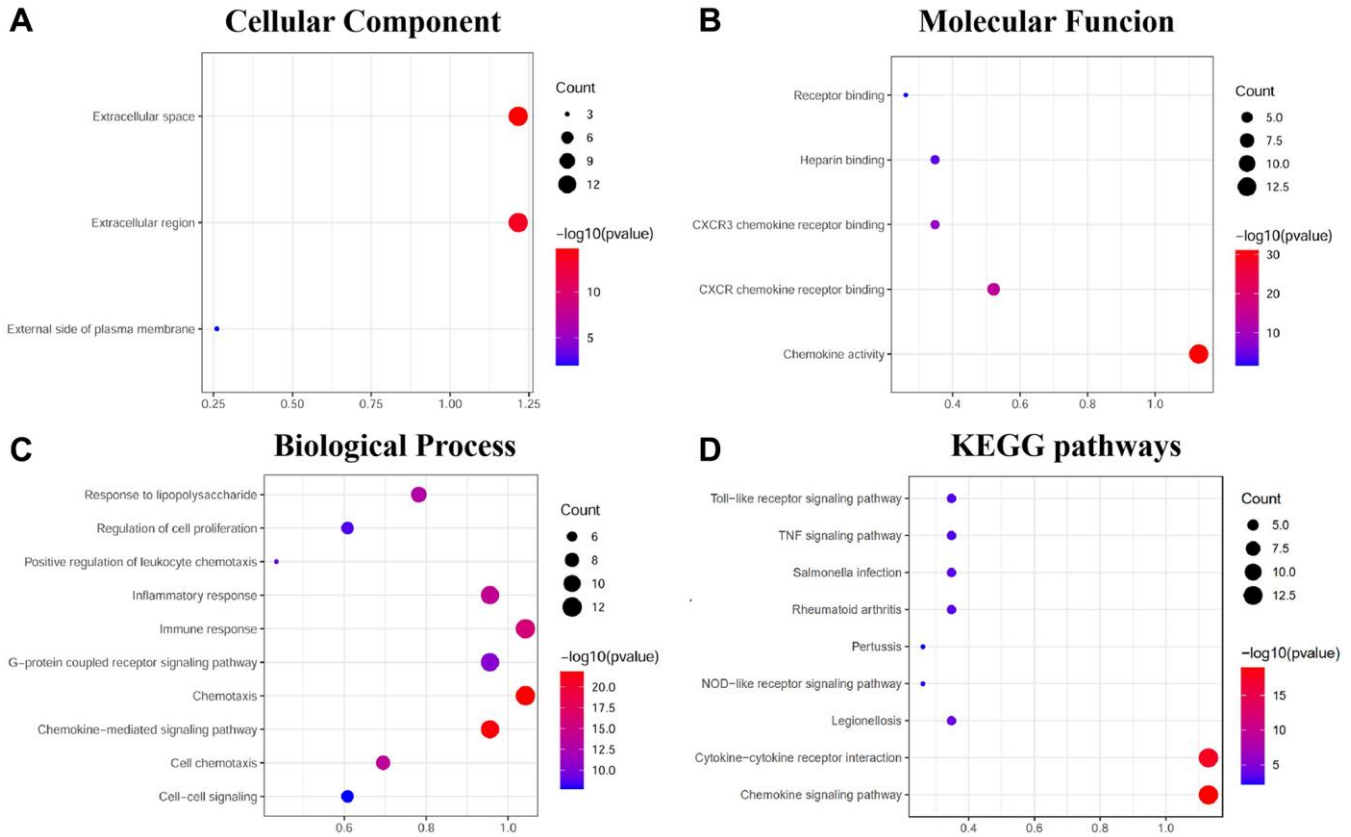 A Cellular Component
Extracellular space
Extracellular region
External side of plasma membrane
0.25 0.50 0.75 1.00 1.25
Count
3
6
9
12
−log10(pvalue)
10
5
B Molecular Funcion
Receptor binding
Heparin binding
CXCR3 chemokine receptor binding
CXCR chemokine receptor binding
Chemokine activity
0.4 0.6 0.8 1.0
Count
5.0
7.5
10.0
12.5
−log10(pvalue)
30
20
10
C Biological Process
Response to lipopolysaccharide
Regulation of cell proliferation
Positive regulation of leukocyte chemotaxis
Inflammatory response
Immune response
G−protein coupled receptor signaling pathway
Chemotaxis
Chemokine−mediated signaling pathway
Cell chemotaxis
Cell−cell signaling
0.6 0.8 1.0
Count
6
8
10
12
−log10(pvalue)
20.0
17.5
15.0
12.5
10.0
D KEGG pathways
Toll−like receptor signaling pathway
TNF signaling pathway
Salmonella infection
Rheumatoid arthritis
Pertussis
NOD−like receptor signaling pathway
Legionellosis
Cytokine−cytokine receptor interaction
Chemokine signaling pathway
0.4 0.6 0.8 1.0
Count
5.0
7.5
10.0
12.5
−log10(pvalue)
15
10
5